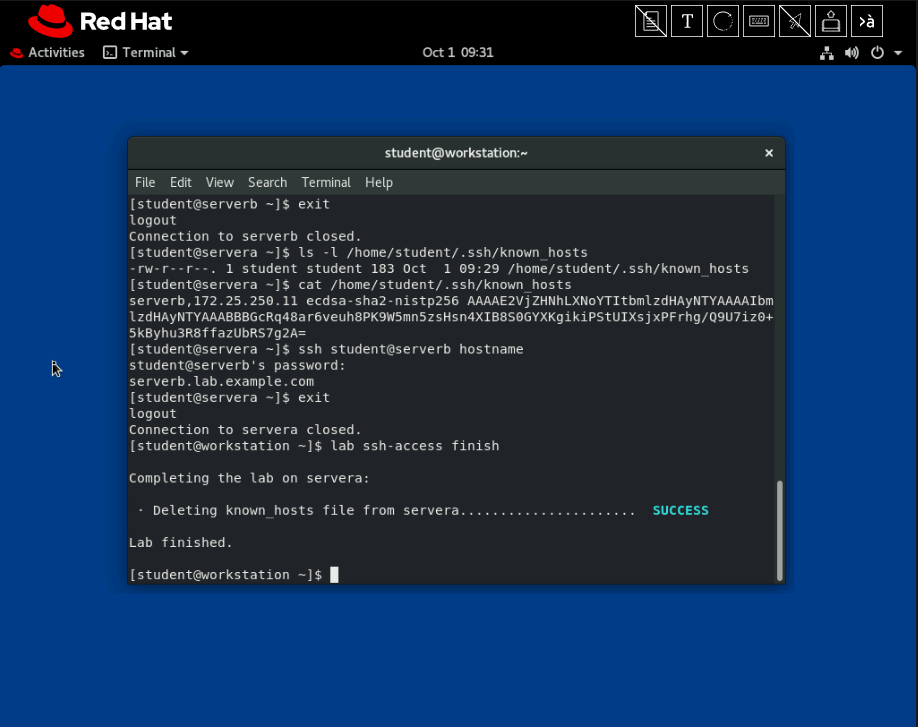 Red Hat
T
>à
Activities Terminal Oct 1 09:31
student@workstation:~ ×
File Edit View Search Terminal Help
[student@serverb ~]$ exit
logout
Connection to serverb closed.
[student@servera ~]$ ls -l /home/student/.ssh/known_hosts
-rw-r--r--. 1 student student 183 Oct  1 09:29 /home/student/.ssh/known_hosts
[student@servera ~]$ cat /home/student/.ssh/known_hosts
serverb,172.25.250.11 ecdsa-sha2-nistp256 AAAAE2VjZHNhLXNoYTItbmlzdHAyNTYAAAAIbm
lzdHAyNTYAAABBBGcRq48ar6veuh8PK9W5mn5zsHsn4XIB8S0GYXKgikiPStUIXsjxPFrhg/Q9U7iz0+
5kByhu3R8ffazUbRS7g2A=
[student@servera ~]$ ssh student@serverb hostname
student@serverb's password:
serverb.lab.example.com
[student@servera ~]$ exit
logout
Connection to servera closed.
[student@workstation ~]$ lab ssh-access finish
Completing the lab on servera:
· Deleting known_hosts file from servera......................  SUCCESS
Lab finished.
[student@workstation ~]$